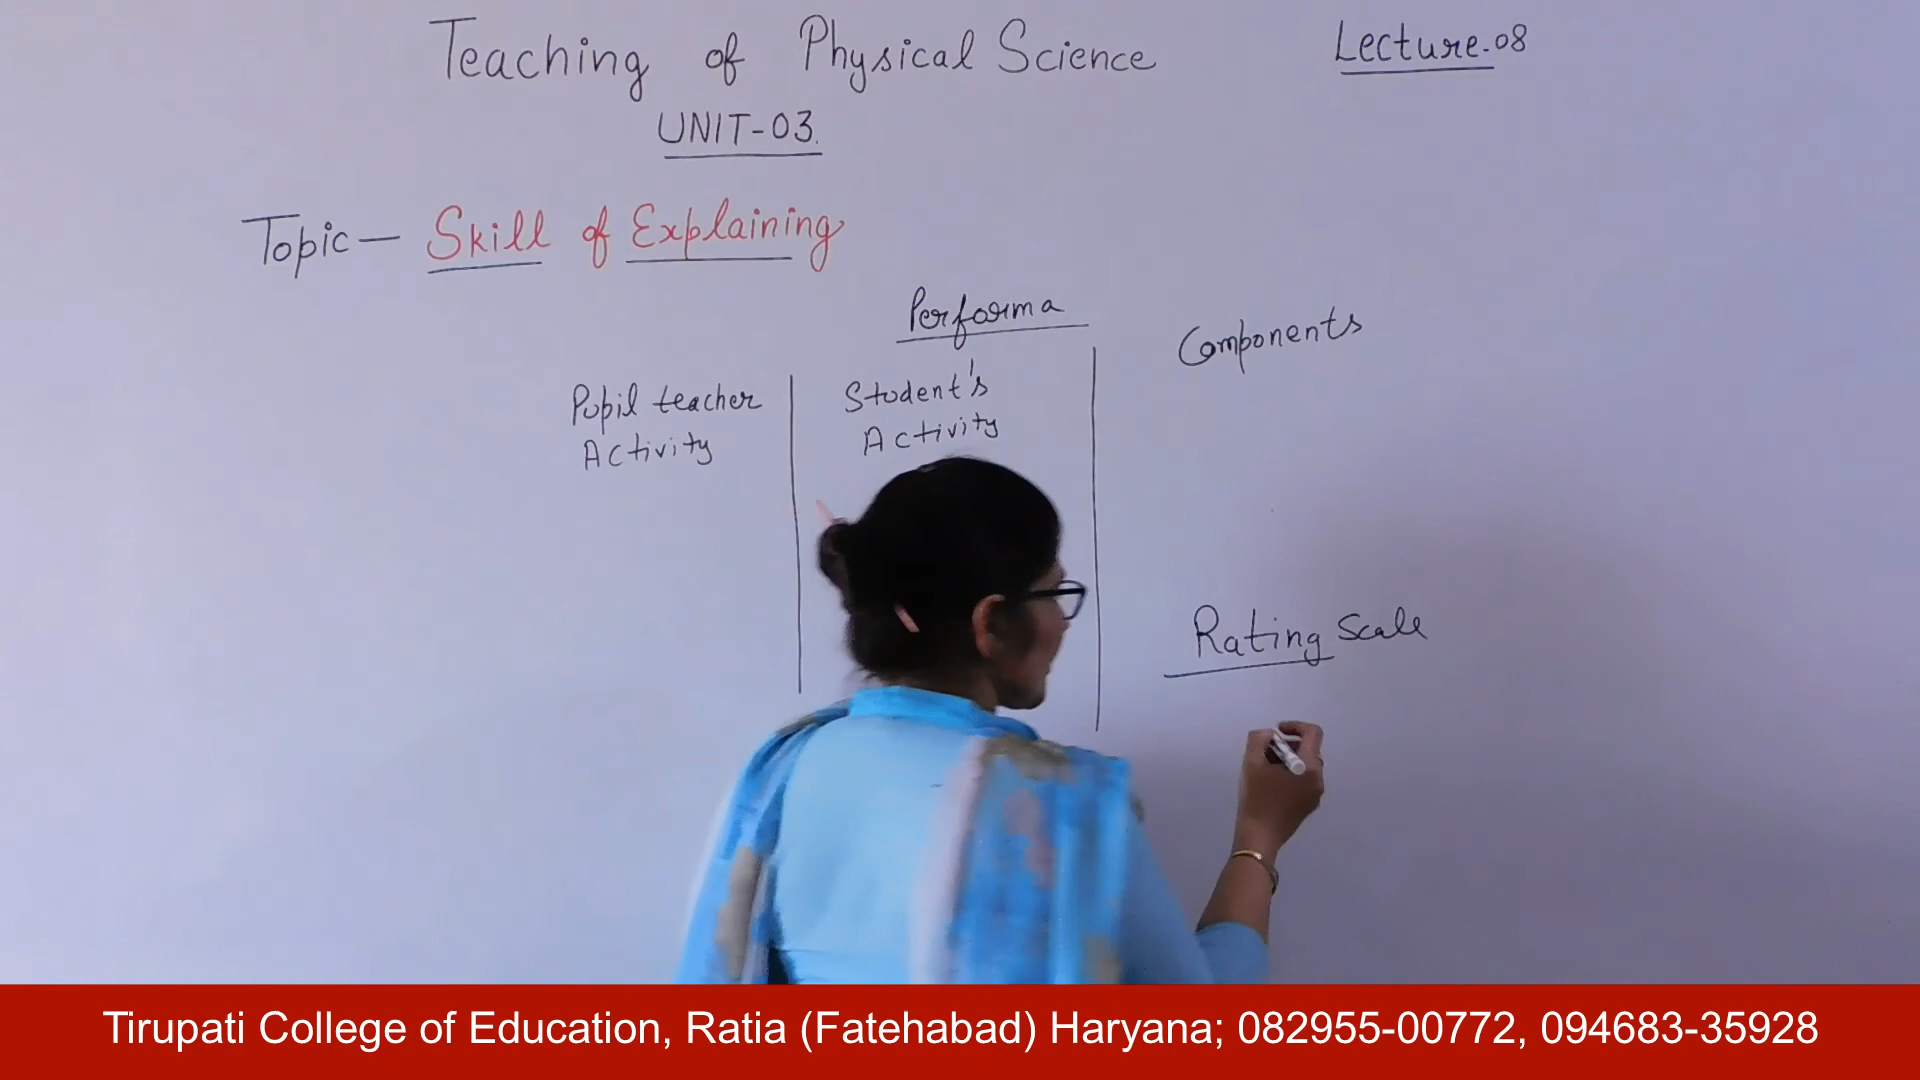 Teaching of Physical Science
Lecture-08
UNIT-03.
Topic — Skill of Explaining
Performa
Pupil teacher
Activity
Student's
Activity
Components
Rating Scale
Tirupati College of Education, Ratia (Fatehabad) Haryana; 082955-00772, 094683-35928